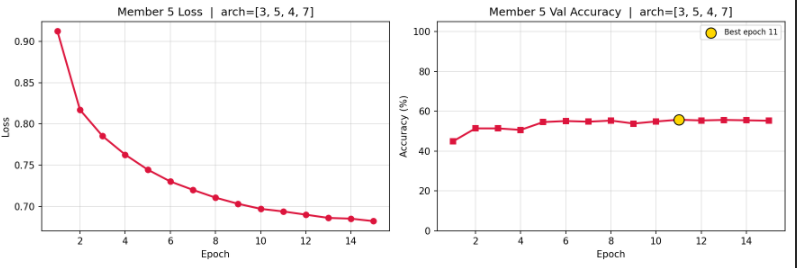 Member 5 Loss | arch=[3, 5, 4, 7]
Loss
0.90
0.85
0.80
0.75
0.70
2 4 6 8 10 12 14
Epoch
Member 5 Val Accuracy | arch=[3, 5, 4, 7]
Best epoch 11
Accuracy (%)
100
80
60
40
20
0
2 4 6 8 10 12 14
Epoch